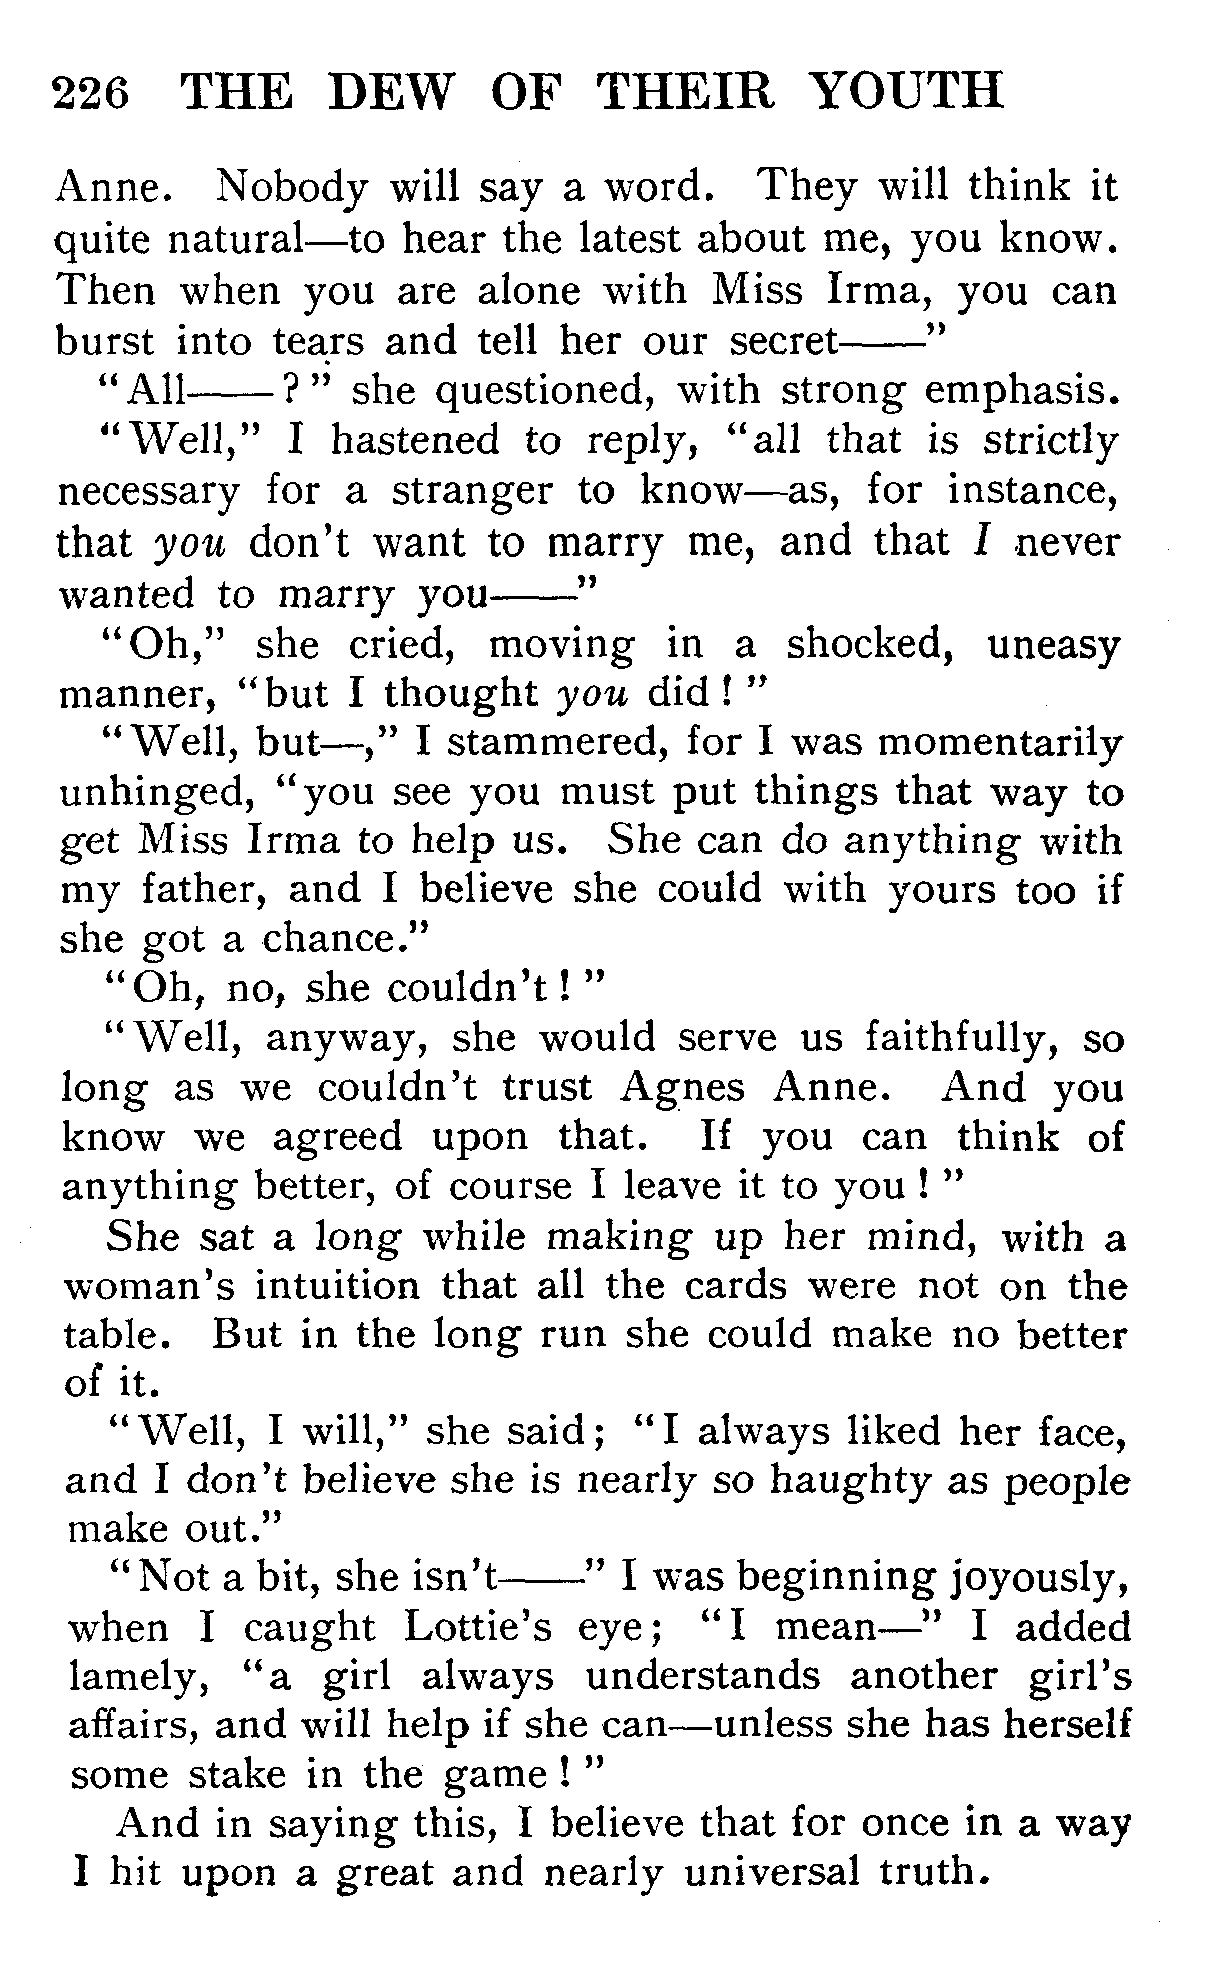 226 THE DEW OF THEIR YOUTH
Anne. Nobody will say a word. They will think it
quite natural—to hear the latest about me, you know.
Then when you are alone with Miss Irma, you can
burst into tears and tell her our secret——”
“All——?” she questioned, with strong emphasis.
“Well,” I hastened to reply, “all that is strictly
necessary for a stranger to know—as, for instance,
that you don’t want to marry me, and that I never
wanted to marry you——”
“Oh,” she cried, moving in a shocked, uneasy
manner, “but I thought you did!”
“Well, but—,” I stammered, for I was momentarily
unhinged, “you see you must put things that way to
get Miss Irma to help us. She can do anything with
my father, and I believe she could with yours too if
she got a chance.”
“Oh, no, she couldn’t!”
“Well, anyway, she would serve us faithfully, so
long as we couldn’t trust Agnes Anne. And you
know we agreed upon that. If you can think of
anything better, of course I leave it to you!”
She sat a long while making up her mind, with a
woman’s intuition that all the cards were not on the
table. But in the long run she could make no better
of it.
“Well, I will,” she said; “I always liked her face,
and I don’t believe she is nearly so haughty as people
make out.”
“Not a bit, she isn’t——” I was beginning joyously,
when I caught Lottie’s eye; “I mean—” I added
lamely, “a girl always understands another girl’s
affairs, and will help if she can—unless she has herself
some stake in the game!”
And in saying this, I believe that for once in a way
I hit upon a great and nearly universal truth.